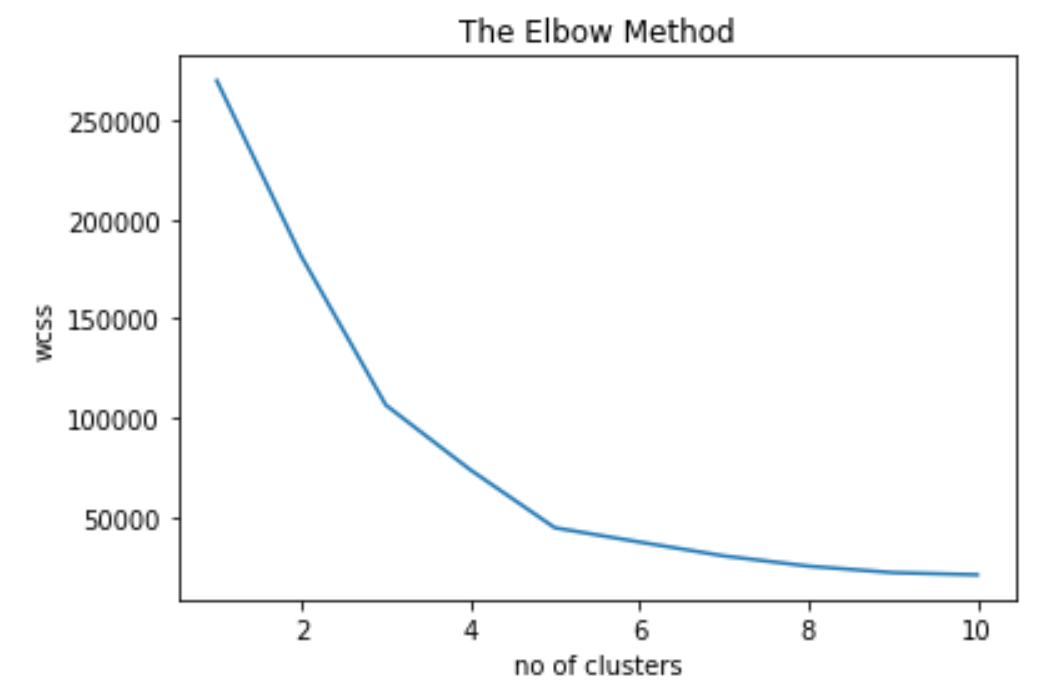 The Elbow Method
250000
200000
150000
100000
50000
wcss
2 4 6 8 10
no of clusters